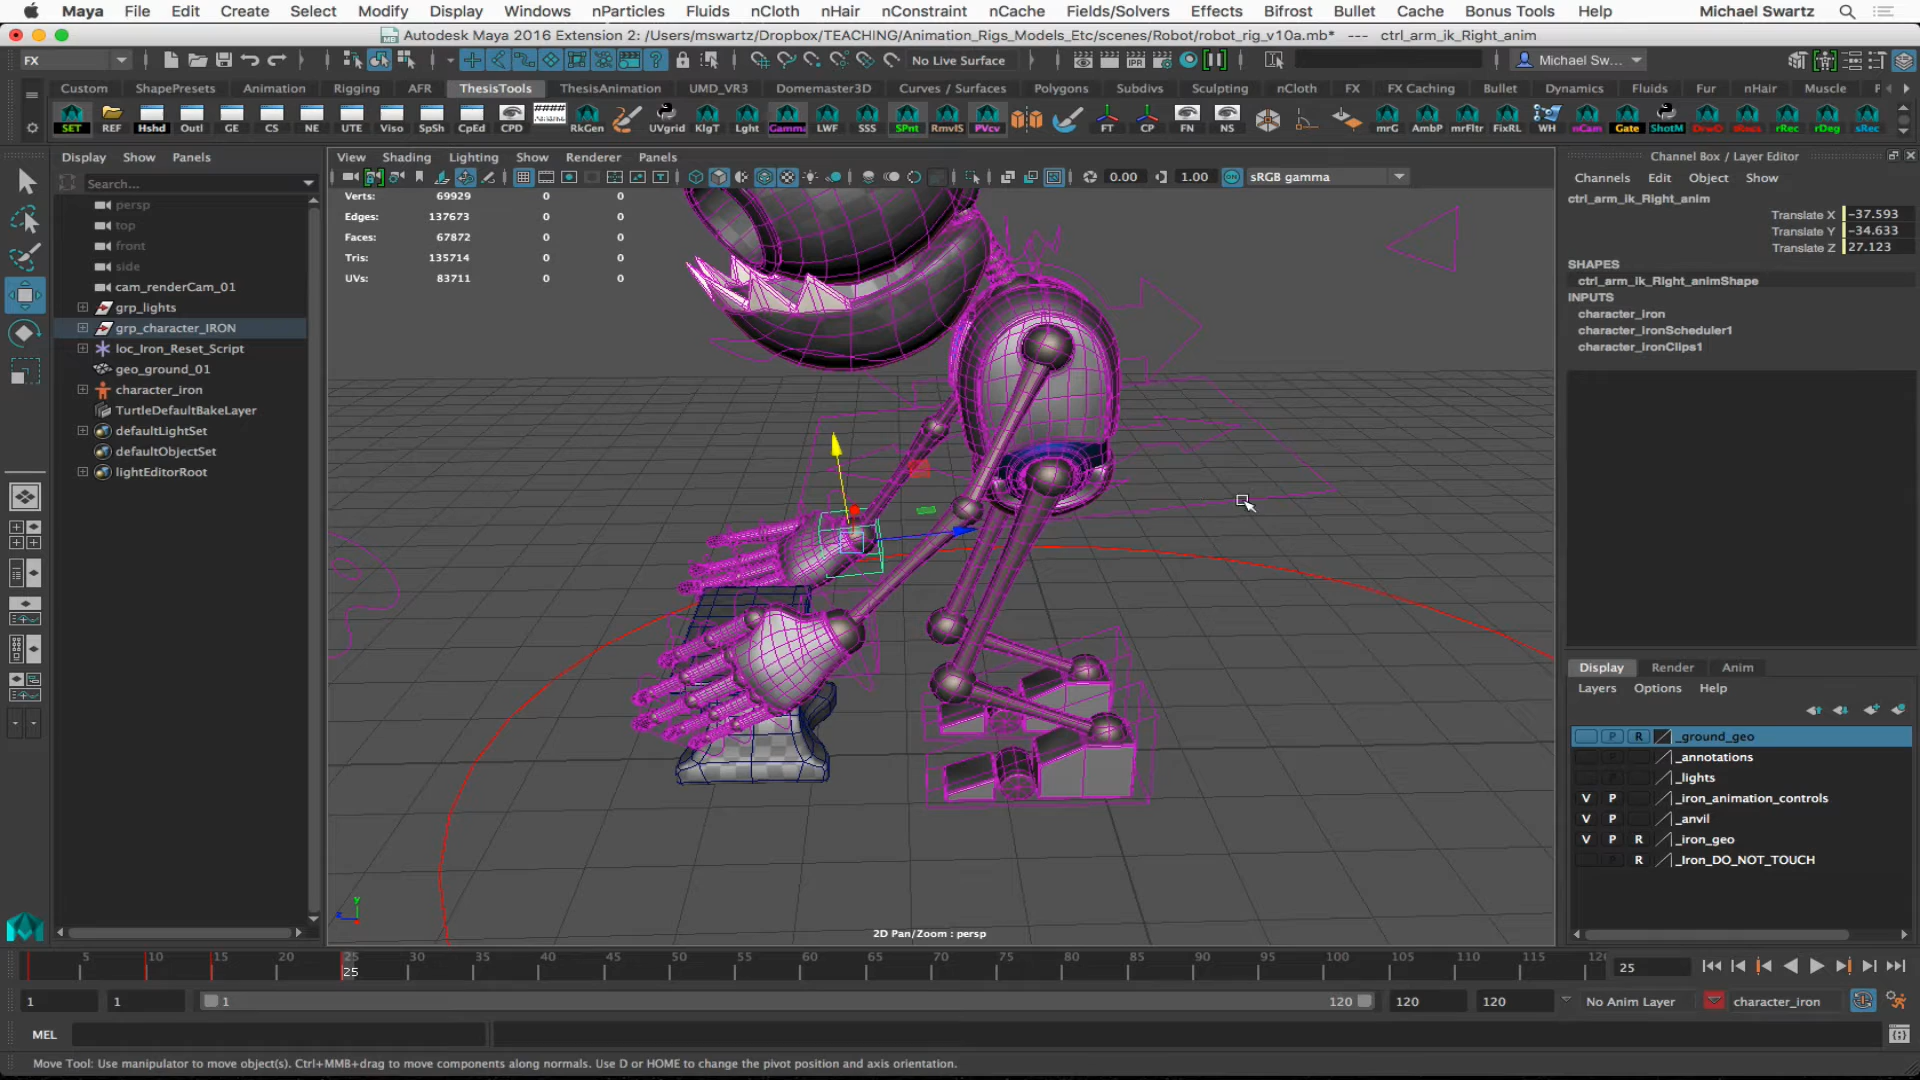 Maya File Edit Create Select Modify Display Windows nParticles Fluids nCloth nHair nConstraint nCache Fields/Solvers Effects Bifrost Bullet Cache Bonus Tools Help Michael Swartz
Autodesk Maya 2016 Extension 2: /Users/mswartz/Dropbox/TEACHING/Animation_Rigs_Models_Etc/scenes/Robot/robot_rig_v10a.mb* --- ctrl_arm_ik_Right_anim
FX No Live Surface IPR Michael Sw...
Custom ShapePresets Animation Rigging AFR ThesisTools ThesisAnimation UMD_VR3 Domemaster3D Curves / Surfaces Polygons Subdivs Sculpting nCloth FX FX Caching Bullet Dynamics Fluids Fur nHair Muscle
SET REF Hshd Outl GE CS NE UTE Viso SpSh CpEd CPD RkGen UVgrid KlgT Lght Gamma LWF SSS SPnt RmvlS PVcv FT CP FN NS mrG AmbP mrFltr FixRL WH nCam Gate ShotM DrwO tRacs rRec rDeg sRec
Display Show Panels
Search...
persp
top
front
side
cam_renderCam_01
grp_lights
grp_character_IRON
loc_Iron_Reset_Script
geo_ground_01
character_iron
TurtleDefaultBakeLayer
defaultLightSet
defaultObjectSet
lightEditorRoot
View Shading Lighting Show Renderer Panels
0.00 1.00 sRGB gamma
Verts: 69929 0 0
Edges: 137673 0 0
Faces: 67872 0 0
Tris: 135714 0 0
UVs: 83711 0 0
y
z
2D Pan/Zoom : persp
Channel Box / Layer Editor
Channels Edit Object Show
ctrl_arm_ik_Right_anim
Translate X -37.593
Translate Y -34.633
Translate Z 27.123
SHAPES
ctrl_arm_ik_Right_animShape
INPUTS
character_iron
character_ironScheduler1
character_ironClips1
Display Render Anim
Layers Options Help
P R _ground_geo
_annotations
_lights
V P _iron_animation_controls
V P _anvil
V P R _iron_geo
P R _Iron_DO_NOT_TOUCH
5 10 15 20 25 30 35 40 45 50 55 60 65 70 75 80 85 90 95 100 105 110 115 12
25 25
1 1 1 120 120 120 No Anim Layer character_iron
MEL
Move Tool: Use manipulator to move object(s). Ctrl+MMB+drag to move components along normals. Use D or HOME to change the pivot position and axis orientation.